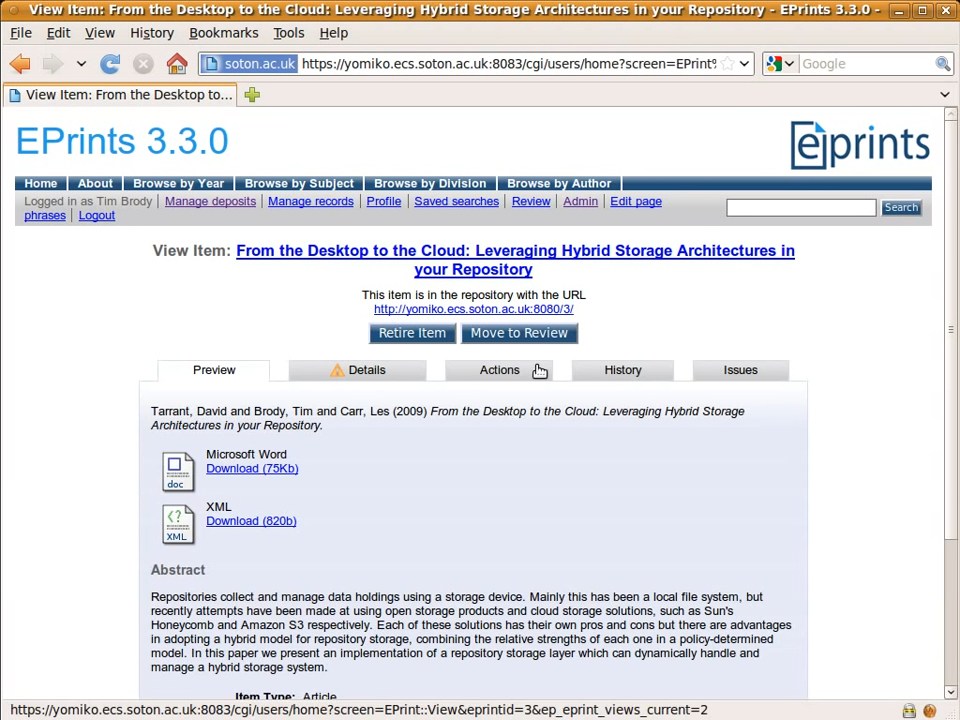 View Item: From the Desktop to the Cloud: Leveraging Hybrid Storage Architectures in your Repository - EPrints 3.3.0 -
File Edit View History Bookmarks Tools Help
soton.ac.uk https://yomiko.ecs.soton.ac.uk:8083/cgi/users/home?screen=EPrint% Google
View Item: From the Desktop to...
EPrints 3.3.0
eprints
Home About Browse by Year Browse by Subject Browse by Division Browse by Author
Logged in as Tim Brody Manage deposits Manage records Profile Saved searches Review Admin Edit page
phrases Logout
Search
View Item: From the Desktop to the Cloud: Leveraging Hybrid Storage Architectures in
your Repository
This item is in the repository with the URL
http://yomiko.ecs.soton.ac.uk:8080/3/
Retire Item Move to Review
Preview Details Actions History Issues
Tarrant, David and Brody, Tim and Carr, Les (2009) From the Desktop to the Cloud: Leveraging Hybrid Storage
Architectures in your Repository.
Microsoft Word
Download (75Kb)
doc
XML
Download (820b)
<?
XML
Abstract
Repositories collect and manage data holdings using a storage device. Mainly this has been a local file system, but
recently attempts have been made at using open storage products and cloud storage solutions, such as Sun's
Honeycomb and Amazon S3 respectively. Each of these solutions has their own pros and cons but there are advantages
in adopting a hybrid model for repository storage, combining the relative strengths of each one in a policy-determined
model. In this paper we present an implementation of a repository storage layer which can dynamically handle and
manage a hybrid storage system.
Item Type: Article
https://yomiko.ecs.soton.ac.uk:8083/cgi/users/home?screen=EPrint::View&eprintid=3&ep_eprint_views_current=2